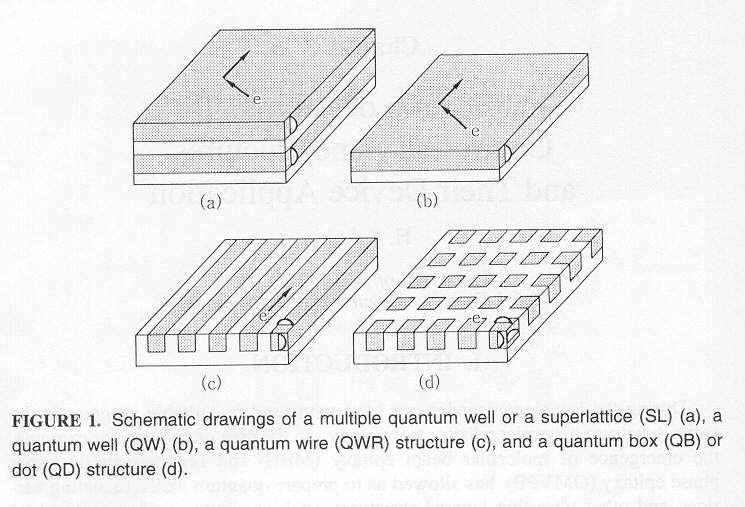 e
e
(a)
(b)
e
e
(c)
(d)
FIGURE 1. Schematic drawings of a multiple quantum well or a superlattice (SL) (a), a
quantum well (QW) (b), a quantum wire (QWR) structure (c), and a quantum box (QB) or
dot (QD) structure (d).